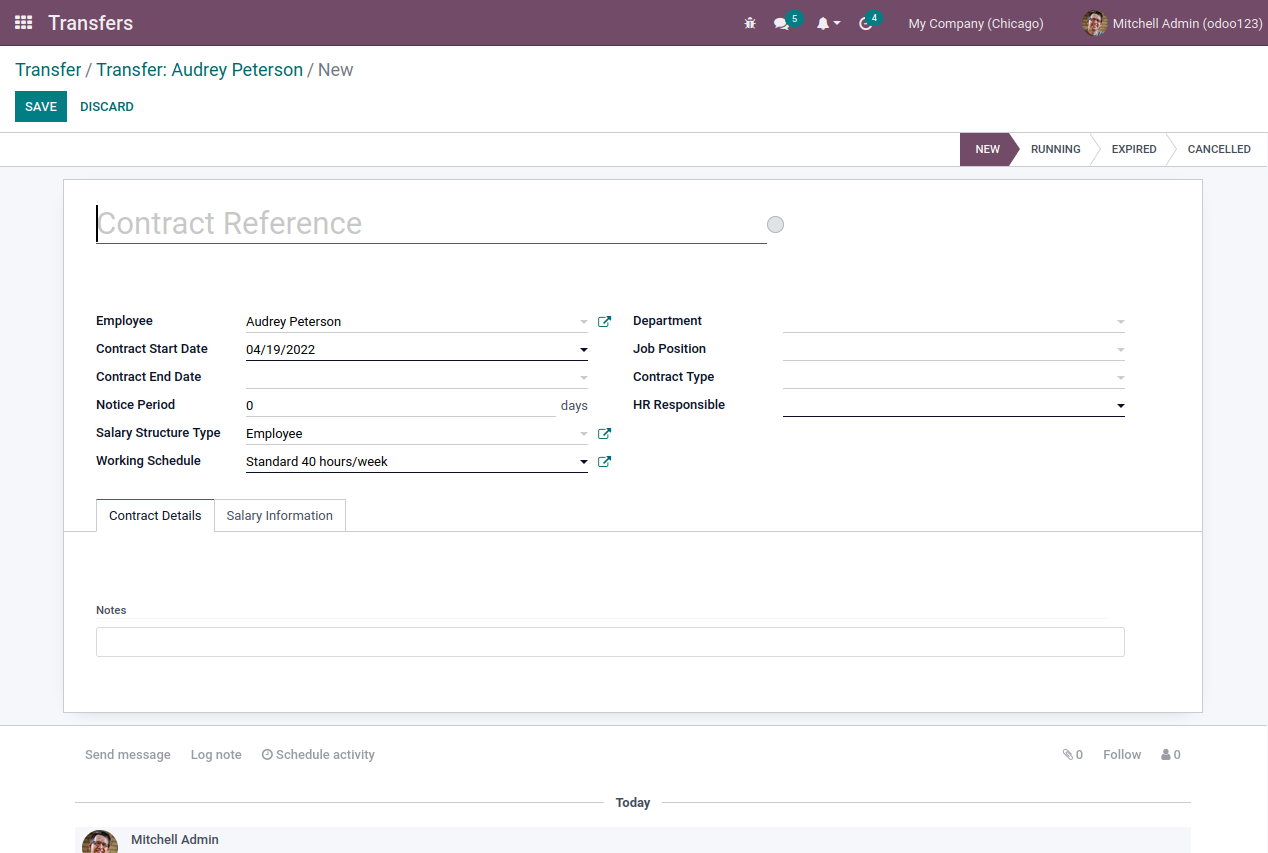 Transfers 5 4 My Company (Chicago) Mitchell Admin (odoo123)
Transfer / Transfer: Audrey Peterson / New
SAVE DISCARD
NEW RUNNING EXPIRED CANCELLED
Contract Reference
Employee Audrey Peterson Department
Contract Start Date 04/19/2022 Job Position
Contract End Date Contract Type
Notice Period 0 days HR Responsible
Salary Structure Type Employee
Working Schedule Standard 40 hours/week
Contract Details Salary Information
Notes
Send message Log note Schedule activity 0 Follow 0
Today
Mitchell Admin